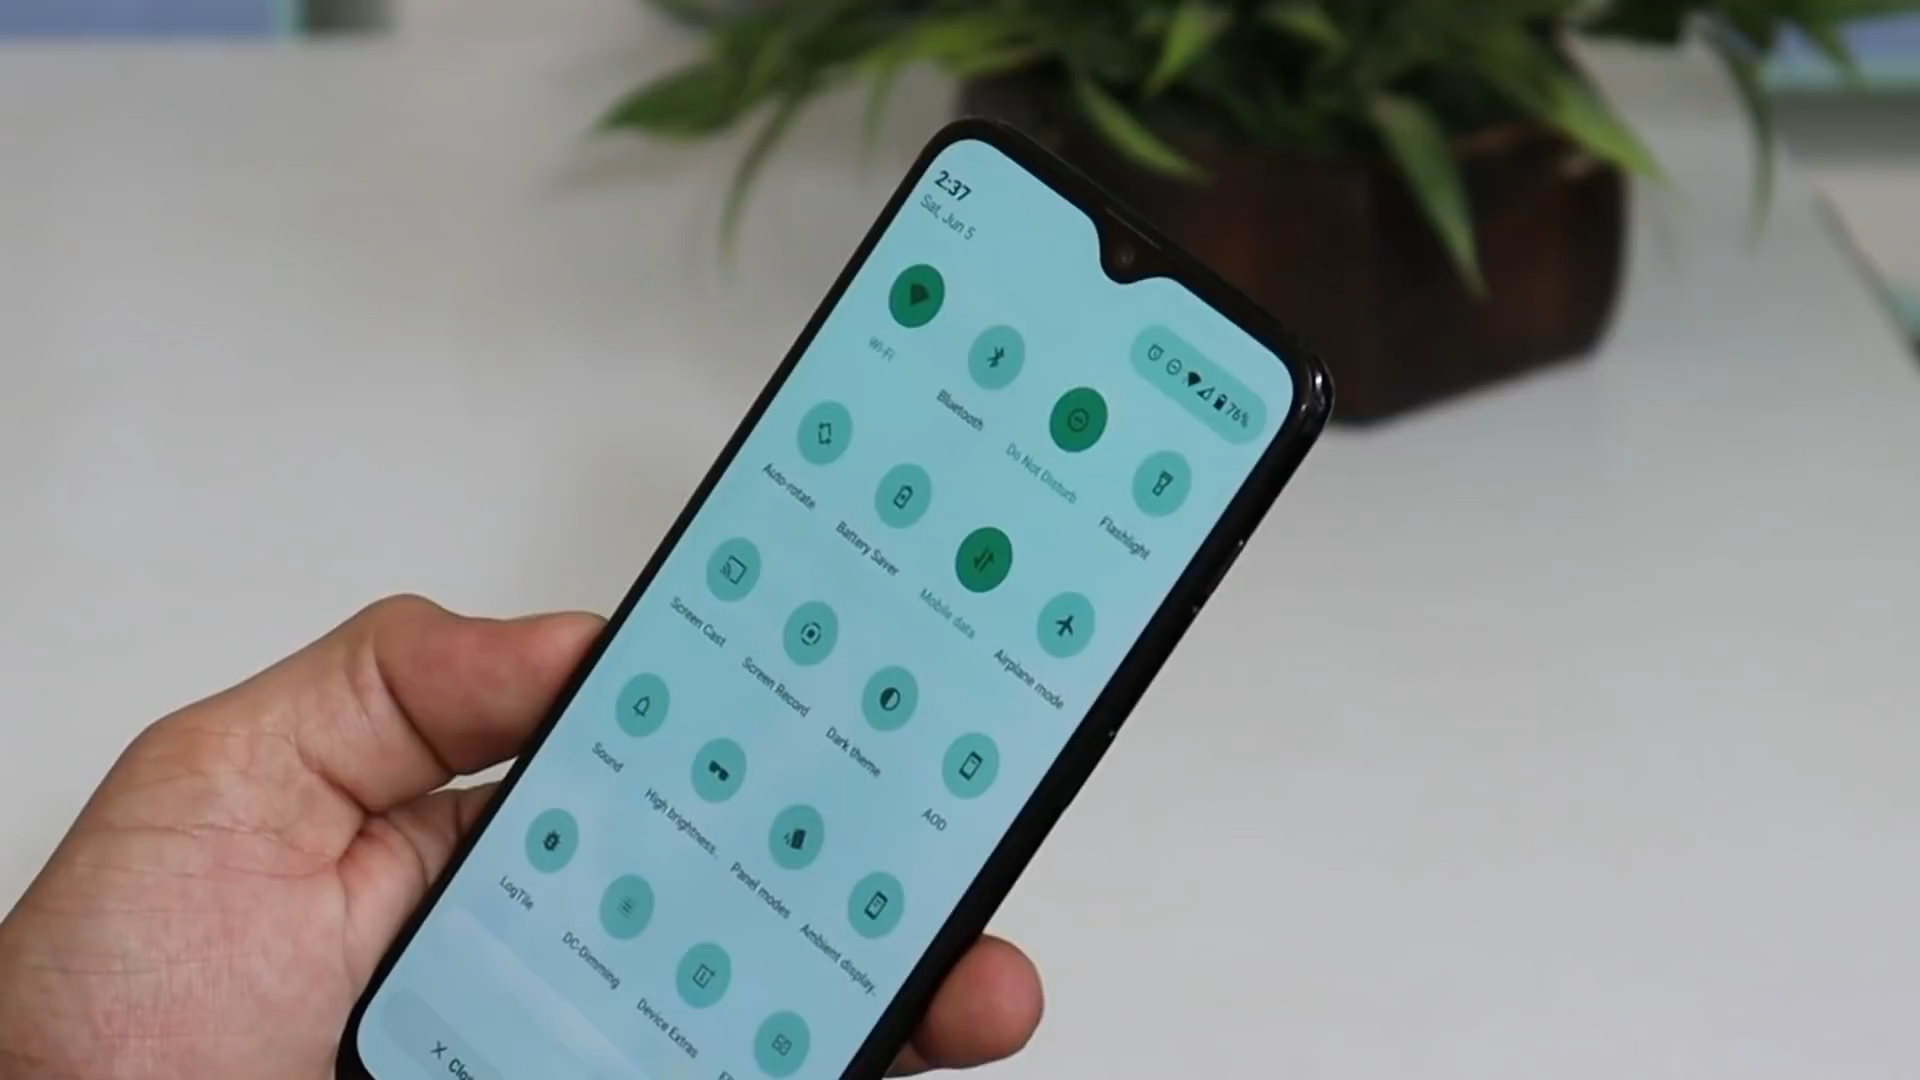 2:37
Sat, Jun 5
76%
Wi-Fi
Bluetooth
Do Not Disturb
Flashlight
Auto-rotate
Battery Saver
Mobile data
Airplane mode
Screen Cast
Screen Record
Dark theme
AOD
Sound
High brightness..
Panel modes
Ambient display..
LogTile
DC-Dimming
Device Extras
60